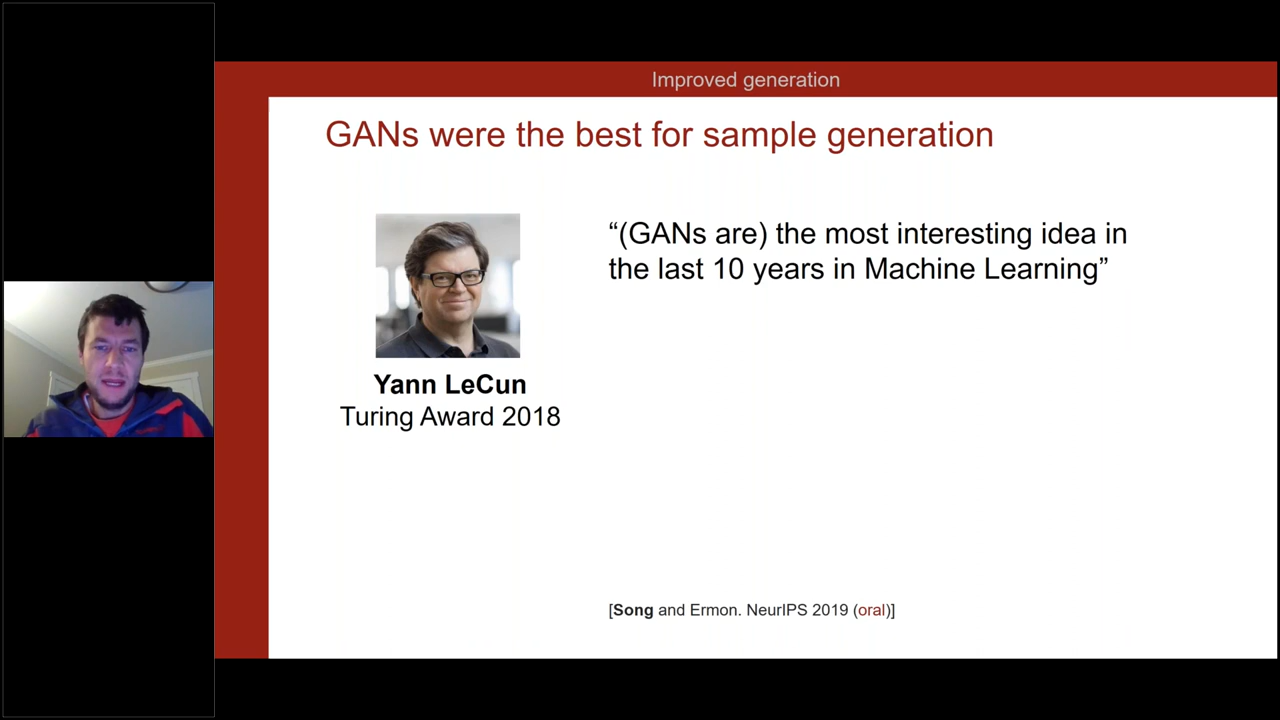 Improved generation
GANs were the best for sample generation
“(GANs are) the most interesting idea in
the last 10 years in Machine Learning”
Yann LeCun
Turing Award 2018
[Song and Ermon. NeurIPS 2019 (oral)]